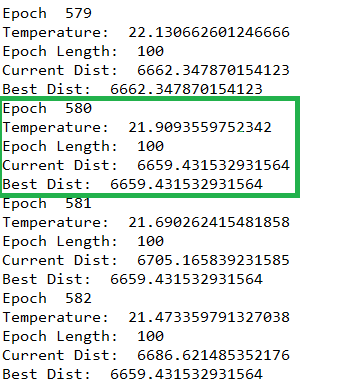 Epoch  579
Temperature:  22.130662601246666
Epoch Length:  100
Current Dist:  6662.347870154123
Best Dist:  6662.347870154123
Epoch  580
Temperature:  21.9093559752342
Epoch Length:  100
Current Dist:  6659.431532931564
Best Dist:  6659.431532931564
Epoch  581
Temperature:  21.690262415481858
Epoch Length:  100
Current Dist:  6705.165839231585
Best Dist:  6659.431532931564
Epoch  582
Temperature:  21.473359791327038
Epoch Length:  100
Current Dist:  6686.621485352176
Best Dist:  6659.431532931564